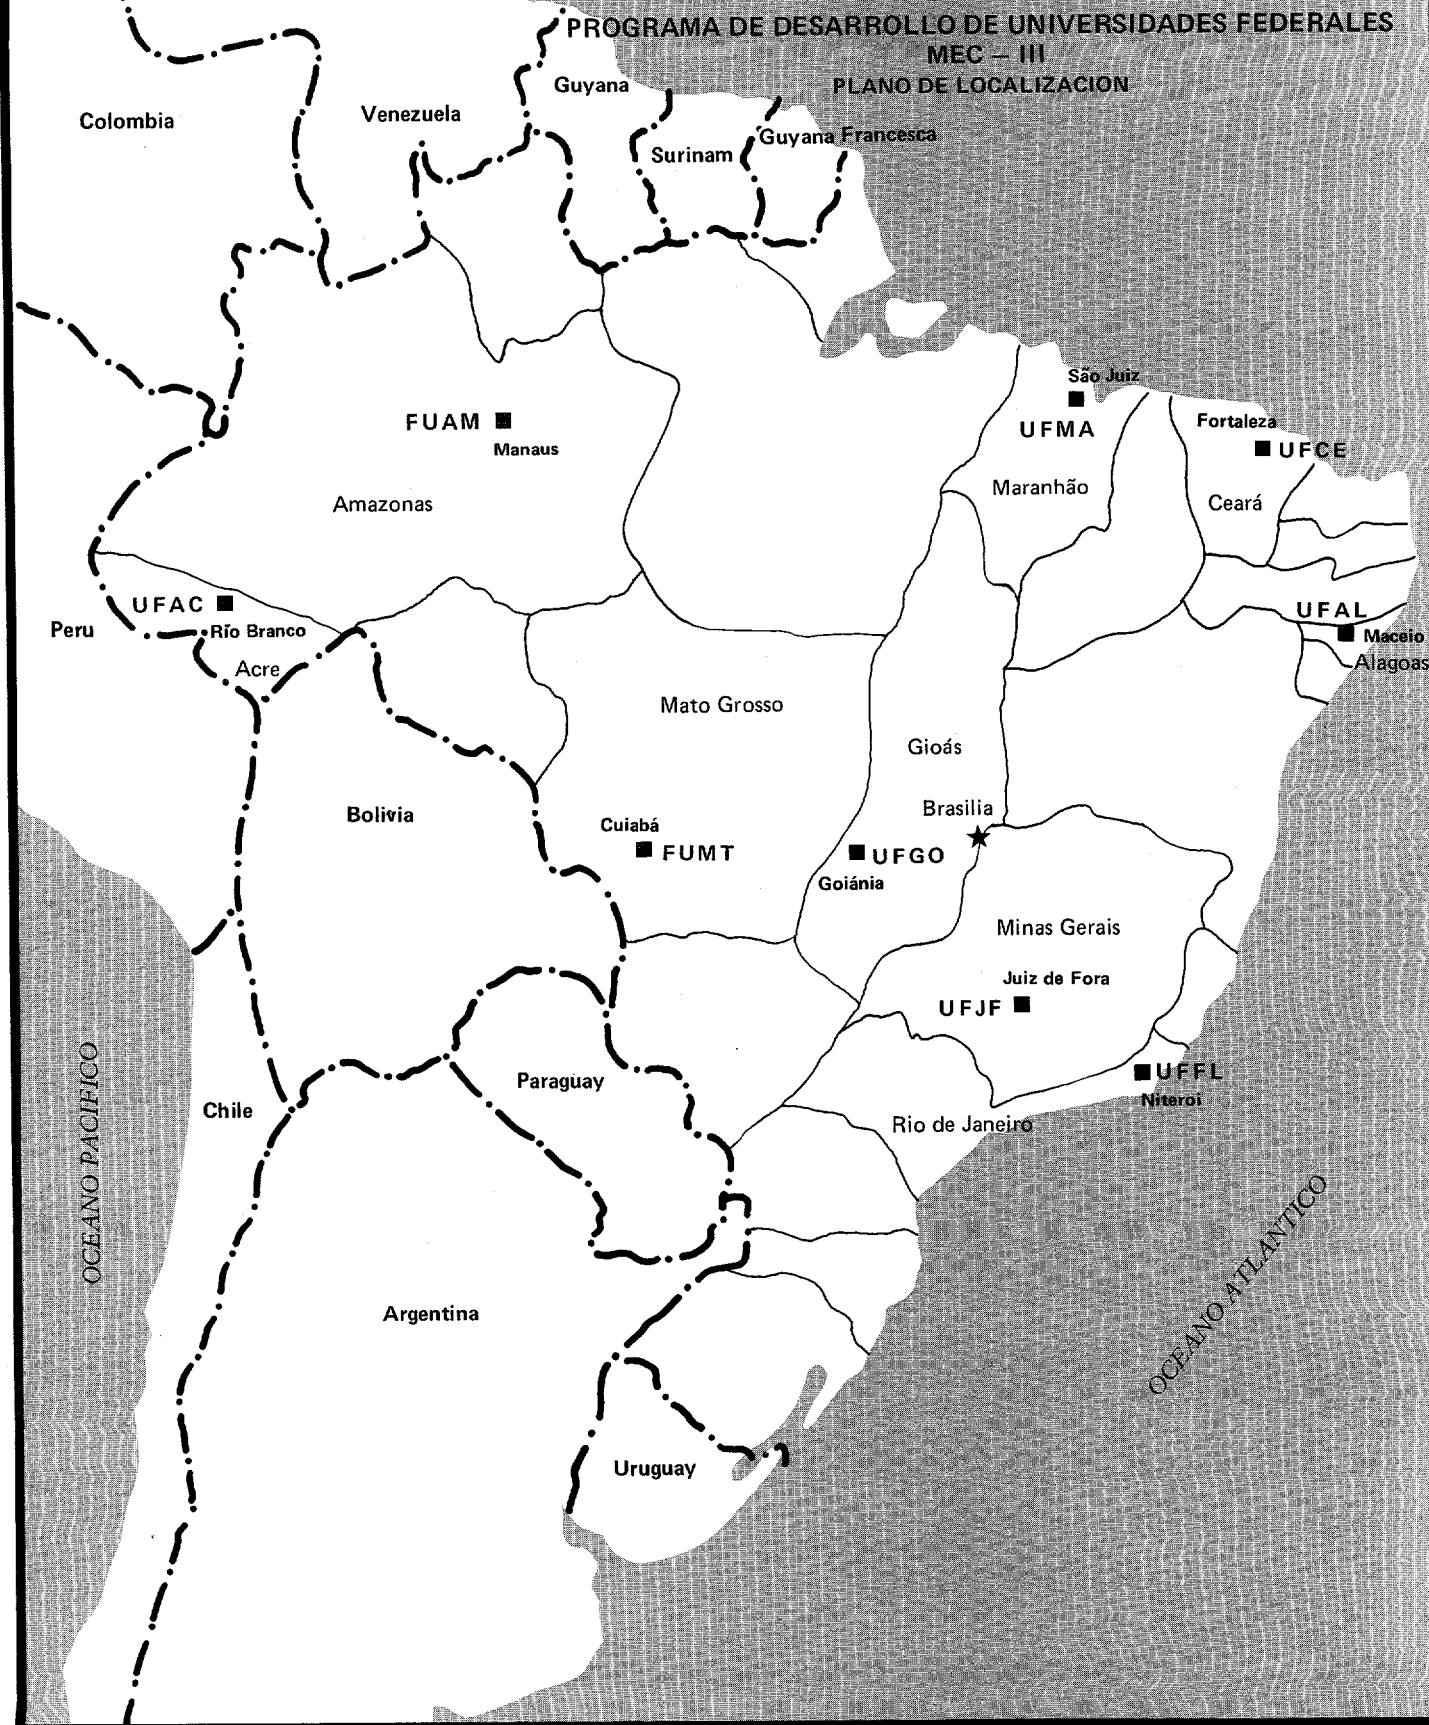 PROGRAMA DE DESARROLLO DE UNIVERSIDADES FEDERALES
MEC – III
PLANO DE LOCALIZACION
Colombia
Venezuela
Guyana
Surinam
Guyana Francesca
São Juiz
UFMA
Maranhão
Fortaleza
UFCE
Ceará
FUAM
Manaus
Amazonas
UFAC
Río Branco
Acre
Peru
UFAL
Maceio
Alagoas
Mato Grosso
Gioás
Brasilia
Bolivia
Cuiabá
FUMT
UFGO
Goiánia
Minas Gerais
Juiz de Fora
UFJF
UFFL
Niteroi
Rio de Janeiro
Paraguay
Chile
OCEANO PACIFICO
OCEANO ATLANTICO
Argentina
Uruguay